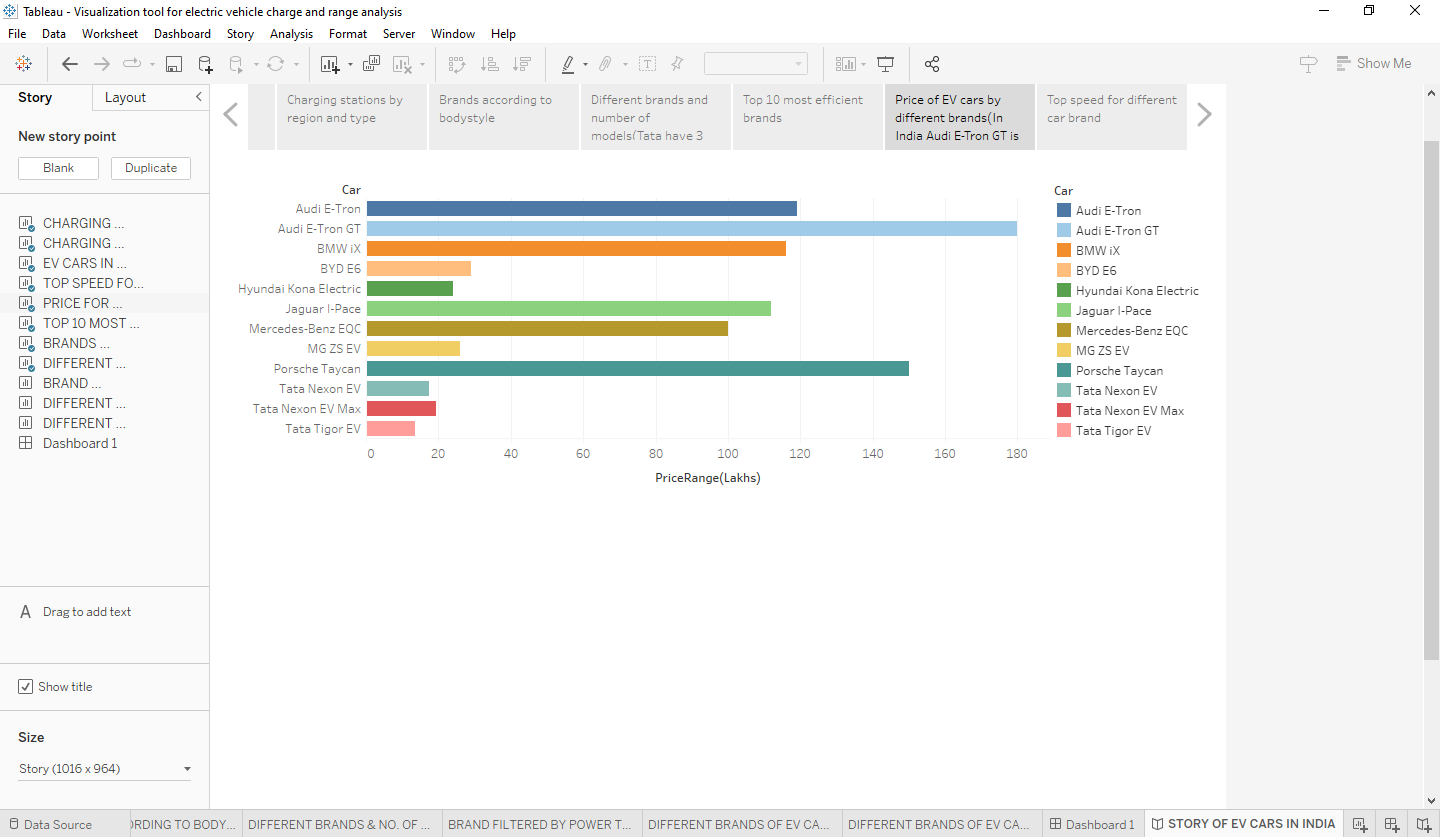 Tableau - Visualization tool for electric vehicle charge and range analysis
File Data Worksheet Dashboard Story Analysis Format Server Window Help
Show Me
Story Layout
New story point
Blank Duplicate
CHARGING ...
CHARGING ...
EV CARS IN ...
TOP SPEED FO...
PRICE FOR ...
TOP 10 MOST ...
BRANDS ...
DIFFERENT ...
BRAND ...
DIFFERENT ...
DIFFERENT ...
Dashboard 1
A Drag to add text
Show title
Size
Story (1016 x 964)
Charging stations by
region and type
Brands according to
bodystyle
Different brands and
number of
models(Tata have 3
Top 10 most efficient
brands
Price of EV cars by
different brands(In
India Audi E-Tron GT is
Top speed for different
car brand
Car
Audi E-Tron
Audi E-Tron GT
BMW iX
BYD E6
Hyundai Kona Electric
Jaguar I-Pace
Mercedes-Benz EQC
MG ZS EV
Porsche Taycan
Tata Nexon EV
Tata Nexon EV Max
Tata Tigor EV
0 20 40 60 80 100 120 140 160 180
PriceRange(Lakhs)
Car
Audi E-Tron
Audi E-Tron GT
BMW iX
BYD E6
Hyundai Kona Electric
Jaguar I-Pace
Mercedes-Benz EQC
MG ZS EV
Porsche Taycan
Tata Nexon EV
Tata Nexon EV Max
Tata Tigor EV
Data Source
ORDING TO BODY...
DIFFERENT BRANDS & NO. OF ...
BRAND FILTERED BY POWER T...
DIFFERENT BRANDS OF EV CA...
DIFFERENT BRANDS OF EV CA...
Dashboard 1
STORY OF EV CARS IN INDIA